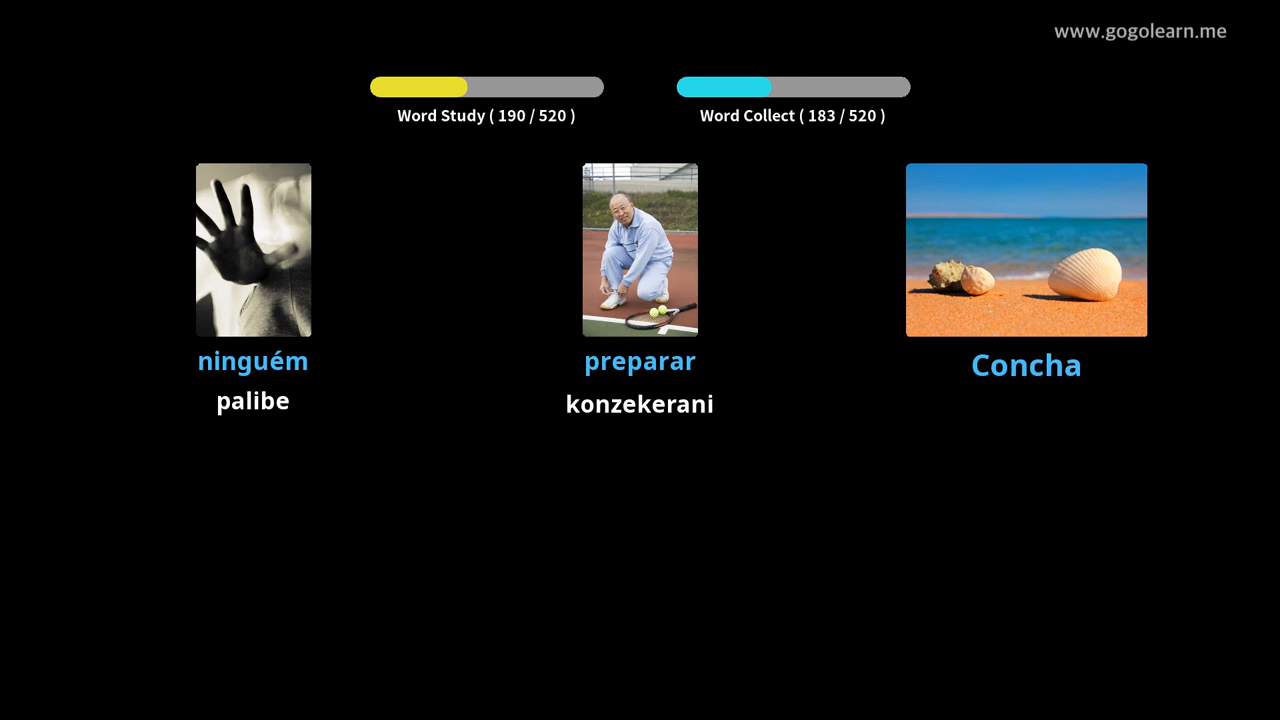 www.gogolearn.me
Word Study ( 190 / 520 )
Word Collect ( 183 / 520 )
ninguém
preparar
Concha
palibe
konzekerani